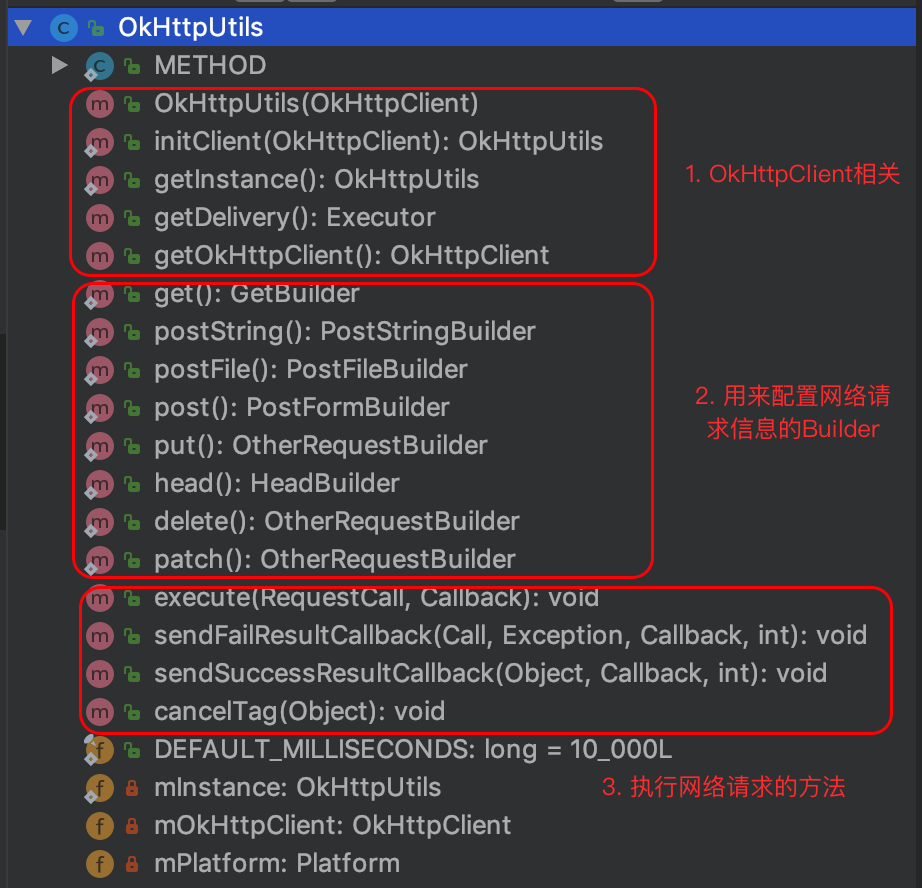 OkHttpUtils
METHOD
OkHttpUtils(OkHttpClient)
initClient(OkHttpClient): OkHttpUtils
getInstance(): OkHttpUtils
1. OkHttpClient相关
getDelivery(): Executor
getOkHttpClient(): OkHttpClient
get(): GetBuilder
postString(): PostStringBuilder
postFile(): PostFileBuilder
post(): PostFormBuilder
2. 用来配置网络请
求信息的Builder
put(): OtherRequestBuilder
head(): HeadBuilder
delete(): OtherRequestBuilder
patch(): OtherRequestBuilder
execute(RequestCall, Callback): void
sendFailResultCallback(Call, Exception, Callback, int): void
sendSuccessResultCallback(Object, Callback, int): void
cancelTag(Object): void
DEFAULT_MILLISECONDS: long = 10_000L
mInstance: OkHttpUtils
3. 执行网络请求的方法
mOkHttpClient: OkHttpClient
mPlatform: Platform